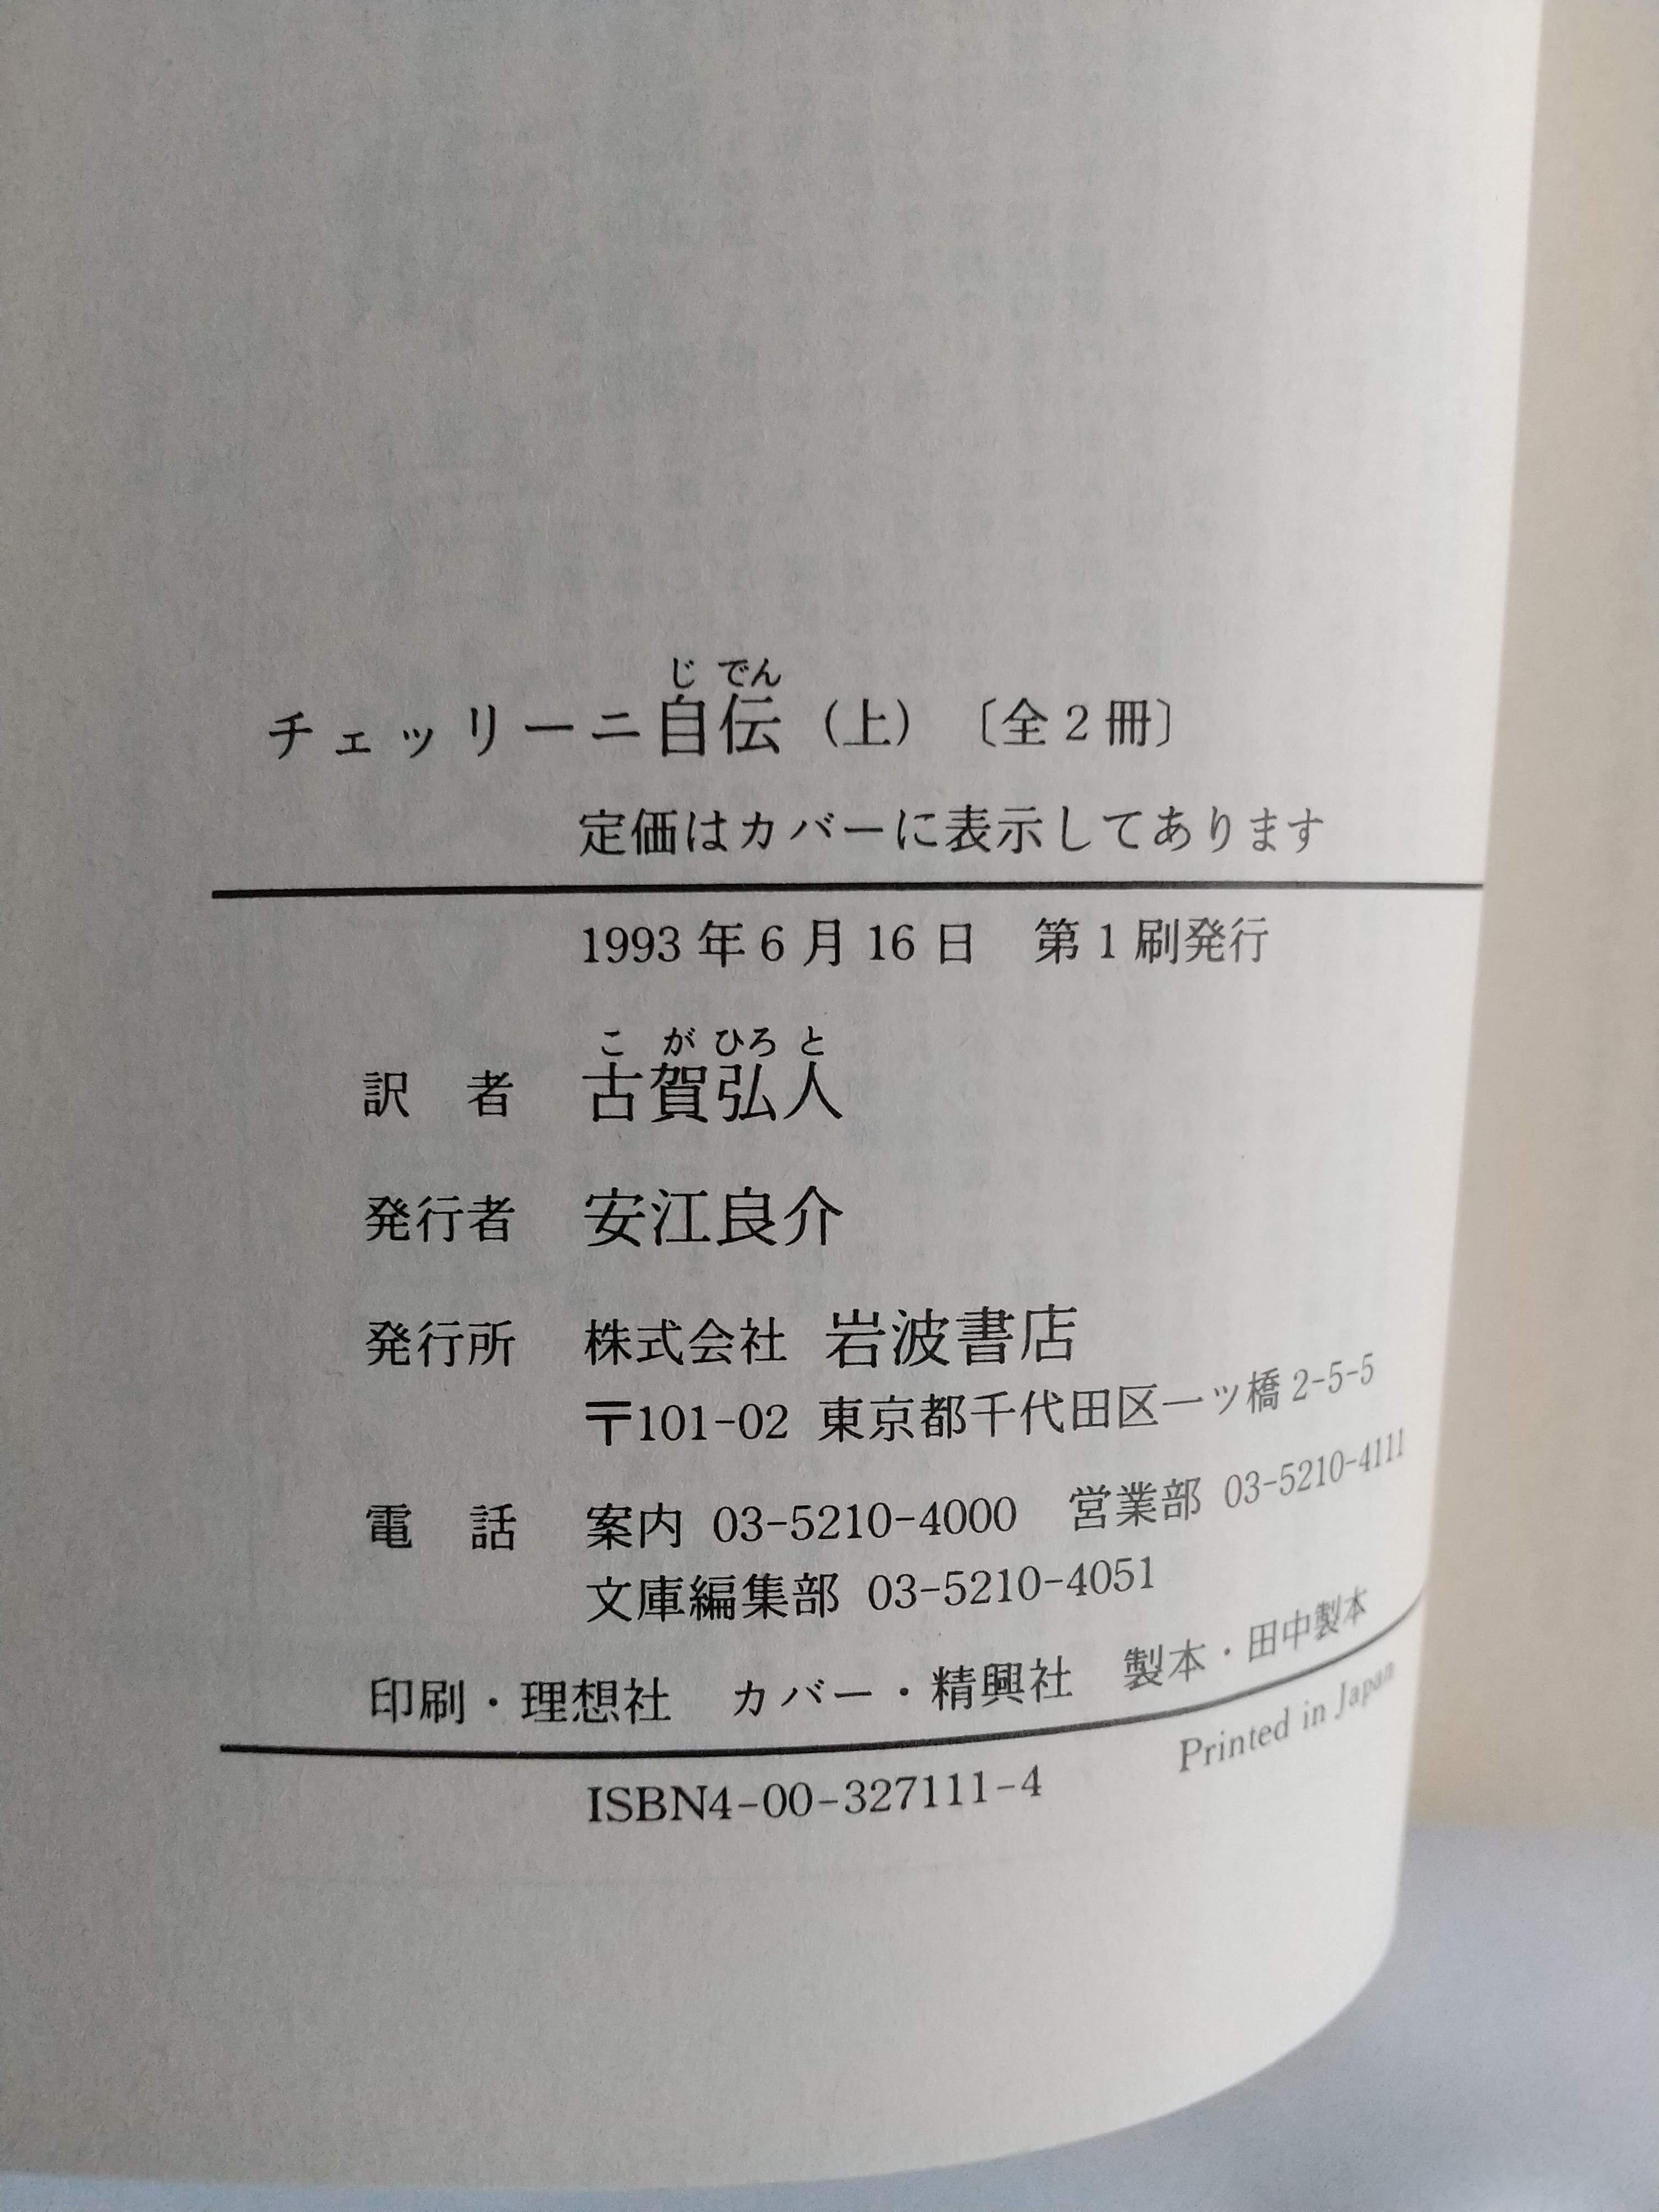 じでん
チェッリーニ自伝（上）〔全2冊〕
定価はカバーに表示してあります
1993年6月16日　第1刷発行
こがひろと
訳　者　古賀弘人
発行者　安江良介
発行所　株式会社 岩波書店
〒101-02 東京都千代田区一ツ橋2-5-5
電　話　案内 03-5210-4000　営業部 03-5210-4111
文庫編集部 03-5210-4051
印刷・理想社　カバー・精興社　製本・田中製本
ISBN4-00-327111-4　Printed in Japan